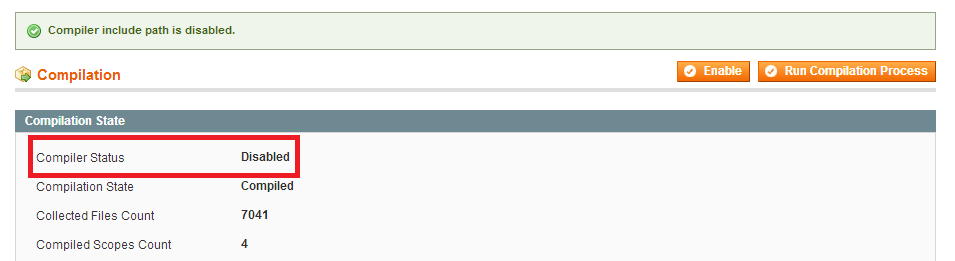 Compiler include path is disabled.
Compilation
Enable
Run Compilation Process
Compilation State
Compiler Status Disabled
Compilation State Compiled
Collected Files Count 7041
Compiled Scopes Count 4